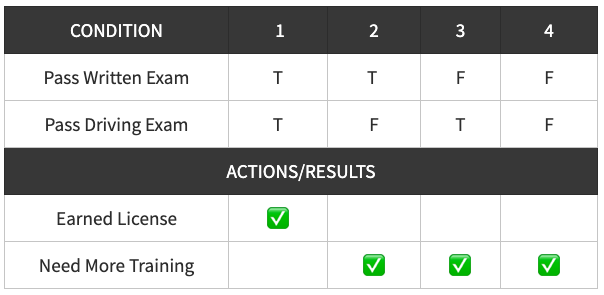 CONDITION 1 2 3 4
Pass Written Exam T T F F
Pass Driving Exam T F T F
ACTIONS/RESULTS
Earned License ✅
Need More Training ✅ ✅ ✅